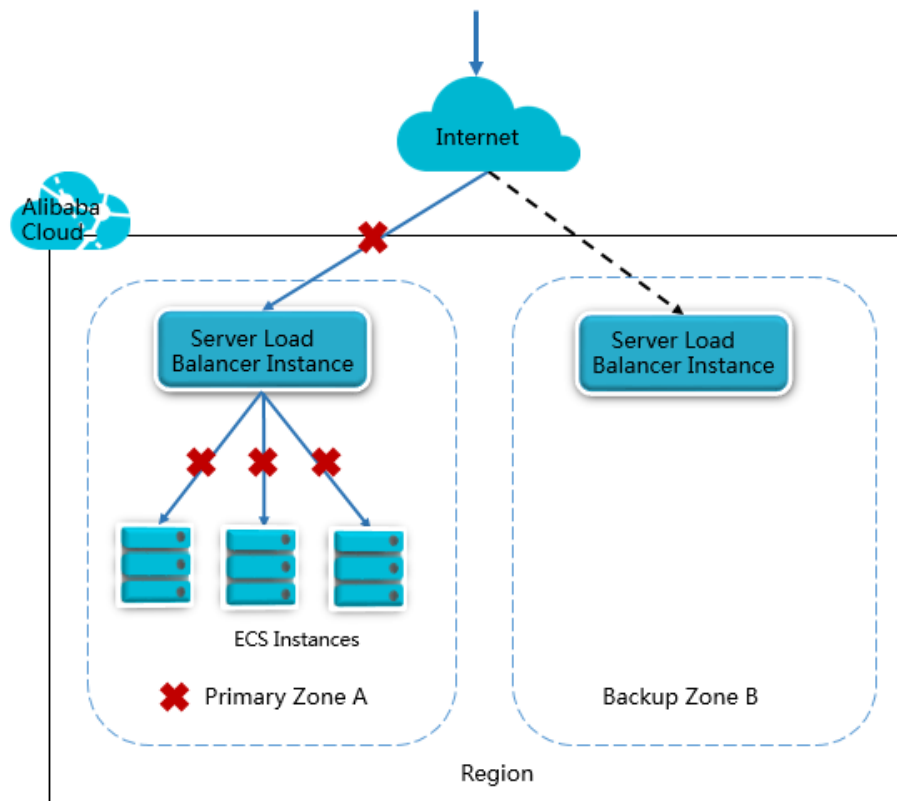 Internet
Alibaba
Cloud
Server Load
Balancer Instance
Server Load
Balancer Instance
ECS Instances
Primary Zone A
Backup Zone B
Region